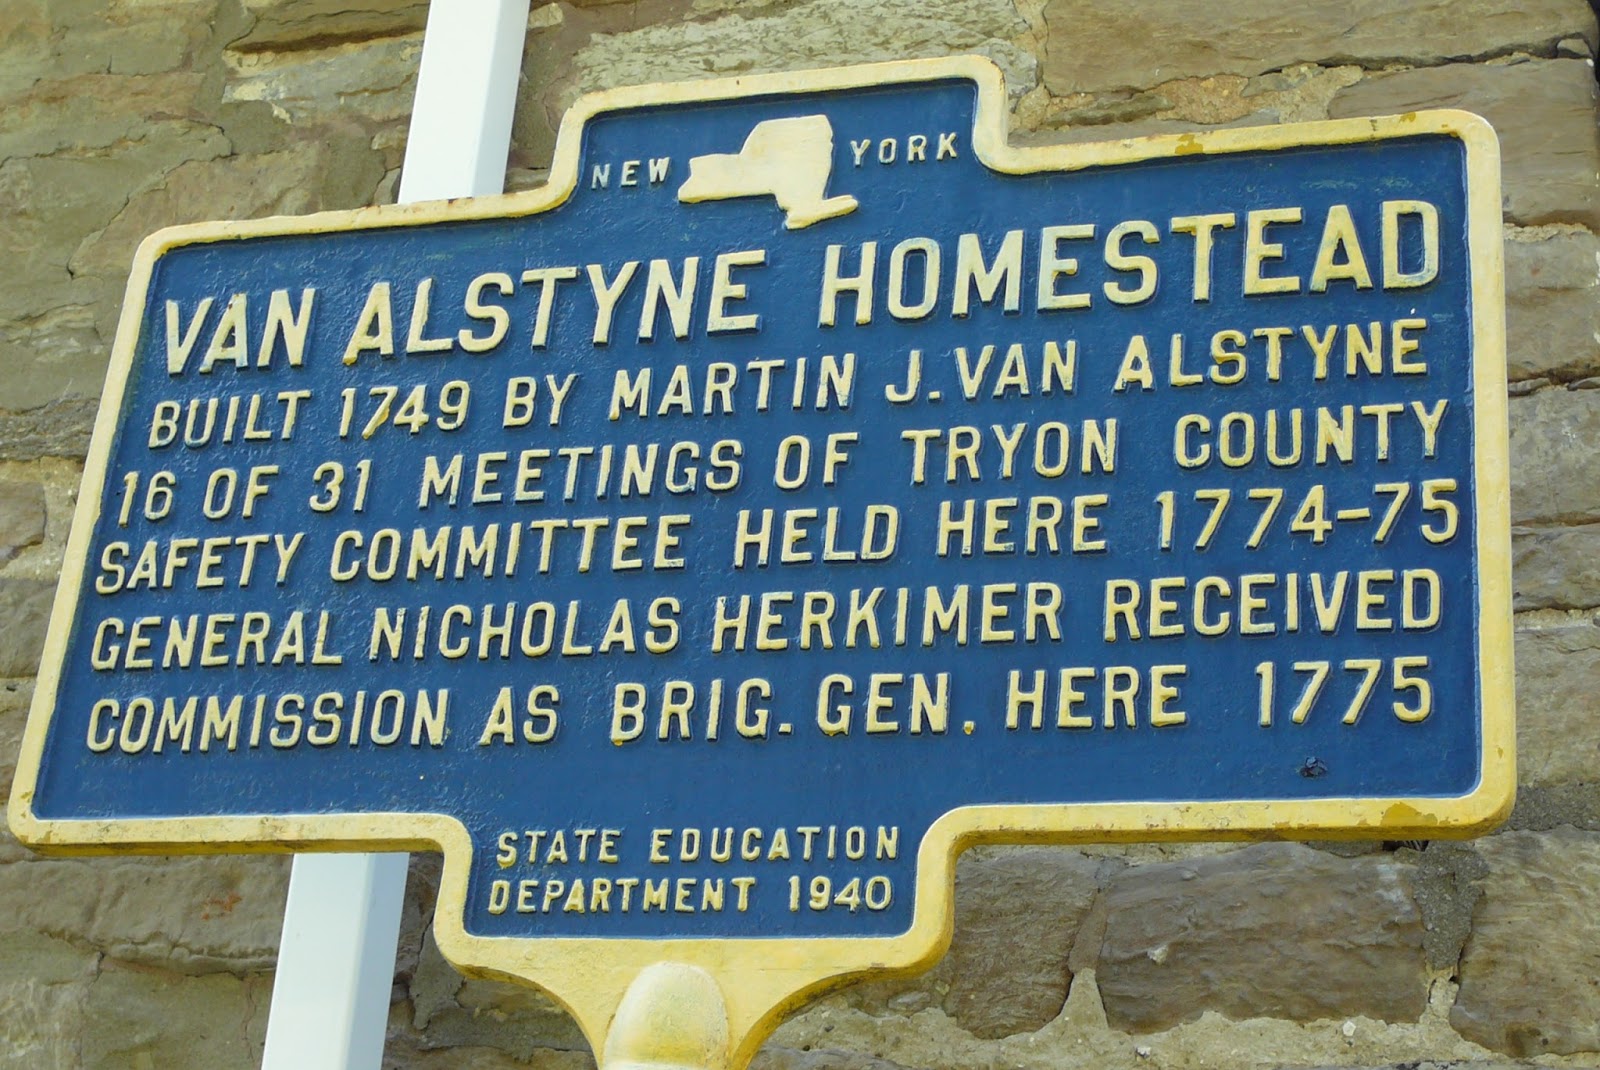 NEW YORK
VAN ALSTYNE HOMESTEAD
BUILT 1749 BY MARTIN J. VAN ALSTYNE
16 OF 31 MEETINGS OF TRYON COUNTY
SAFETY COMMITTEE HELD HERE 1774-75
GENERAL NICHOLAS HERKIMER RECEIVED
COMMISSION AS BRIG. GEN. HERE 1775
STATE EDUCATION
DEPARTMENT 1940